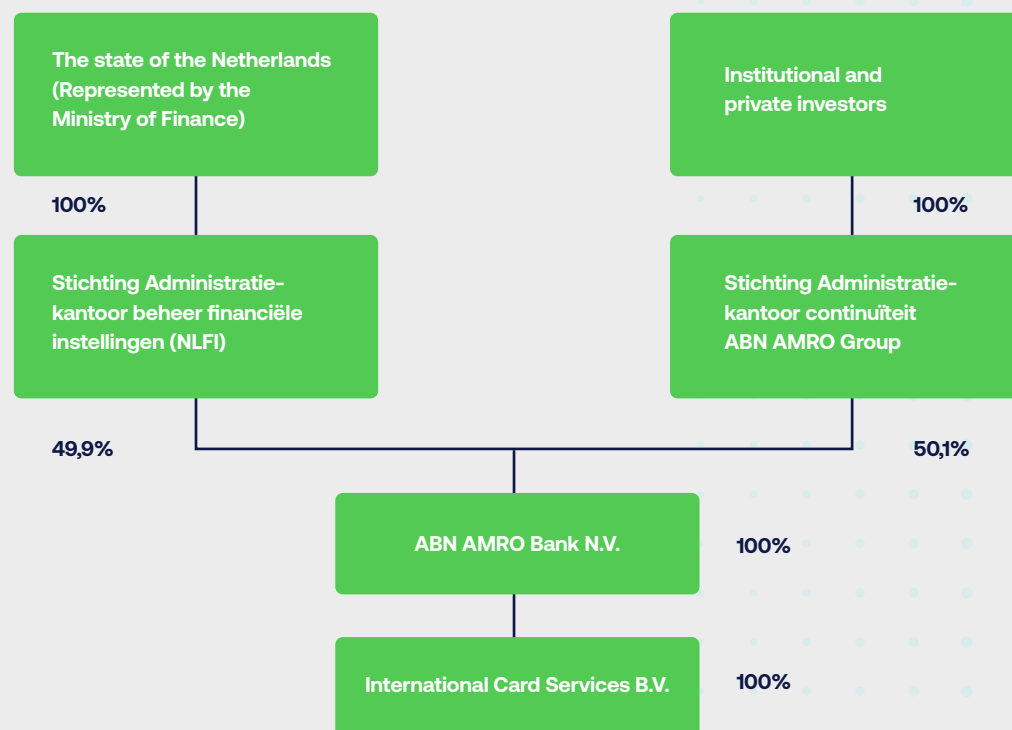 The state of the Netherlands
(Represented by the
Ministry of Finance)
Institutional and
private investors
100%
100%
Stichting Administratie-
kantoor beheer financiële
instellingen (NLFI)
Stichting Administratie-
kantoor continuïteit
ABN AMRO Group
49,9%
50,1%
ABN AMRO Bank N.V.
100%
International Card Services B.V.
100%